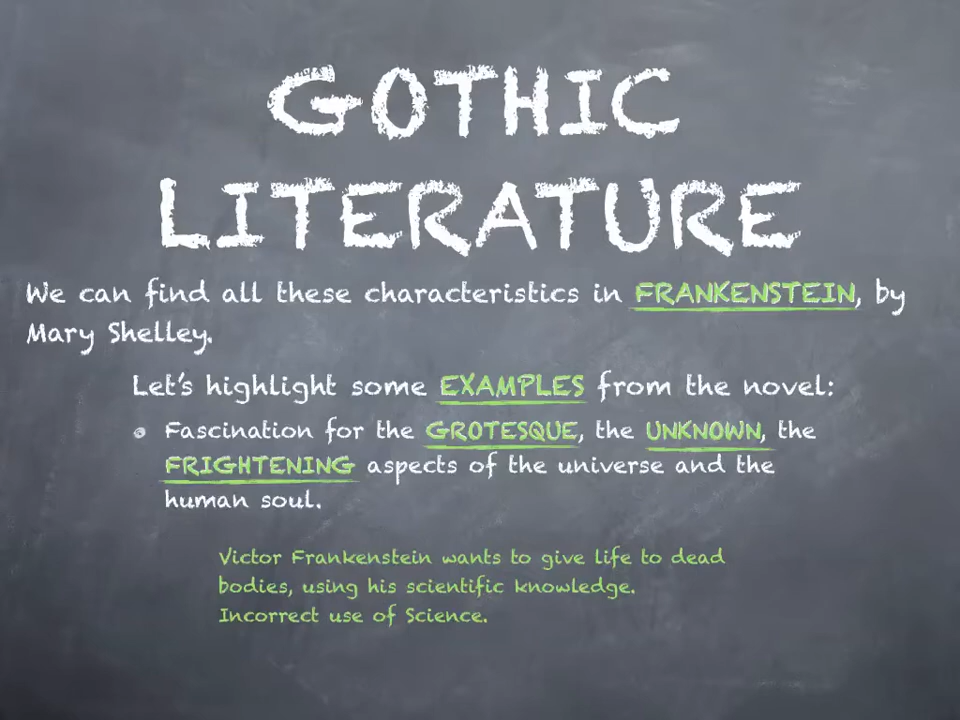 GOTHIC
LITERATURE
We can find all these characteristics in FRANKENSTEIN, by
Mary Shelley.
Let's highlight some EXAMPLES from the novel:
Fascination for the GROTESQUE, the UNKNOWN, the
FRIGHTENING aspects of the universe and the
human soul.
Victor Frankenstein wants to give life to dead
bodies, using his scientific knowledge.
Incorrect use of Science.